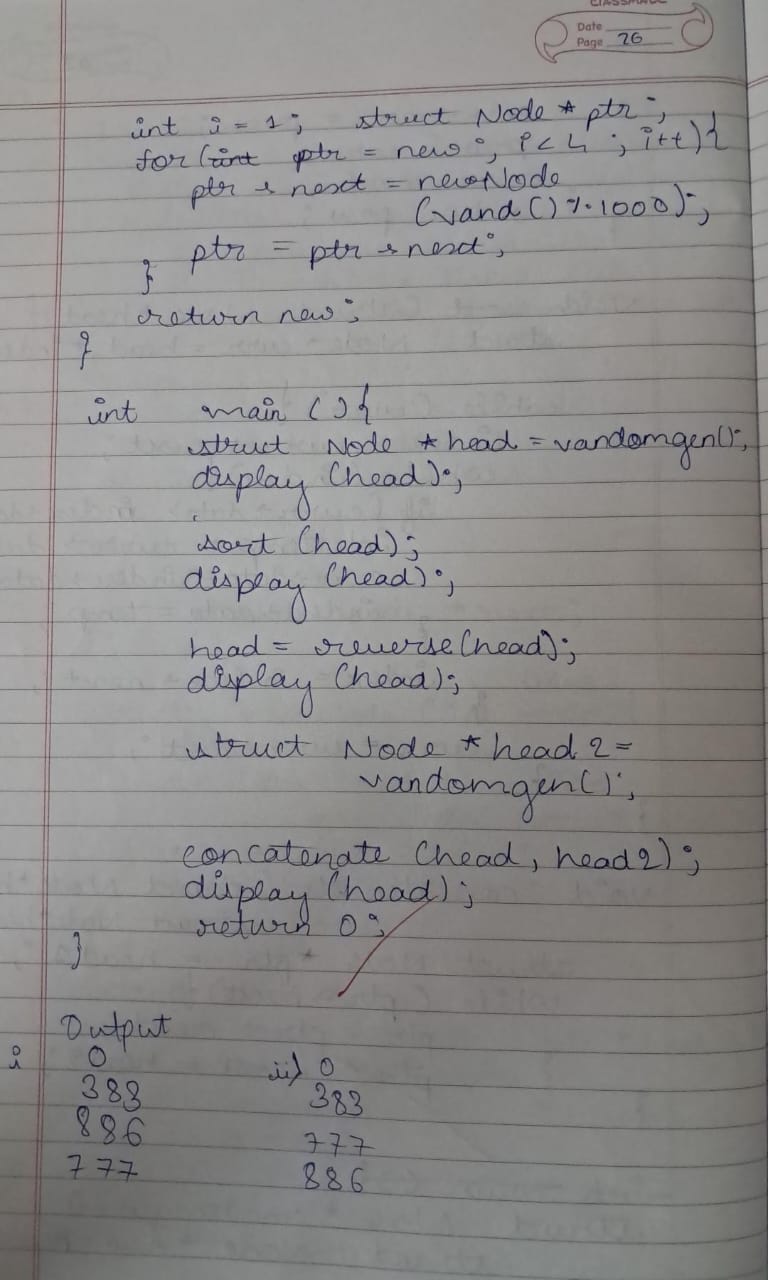 CLASSMATE
Date
Page 26
int i = 1; struct Node * ptr;
for (int ptr = new; i < 4; i++) {
ptr → next = newNode
(rand () % 1000);
ptr = ptr → next;
}
return new;
}
int main () {
struct Node * head = randomgen();
display (head);
sort (head);
display (head);
head = reverse (head);
display (head);
struct Node * head 2 =
randomgen ();
concatenate (head, head2);
display (head);
return 0;
}
Output
i 0 ii) 0
383 383
886 777
777 886